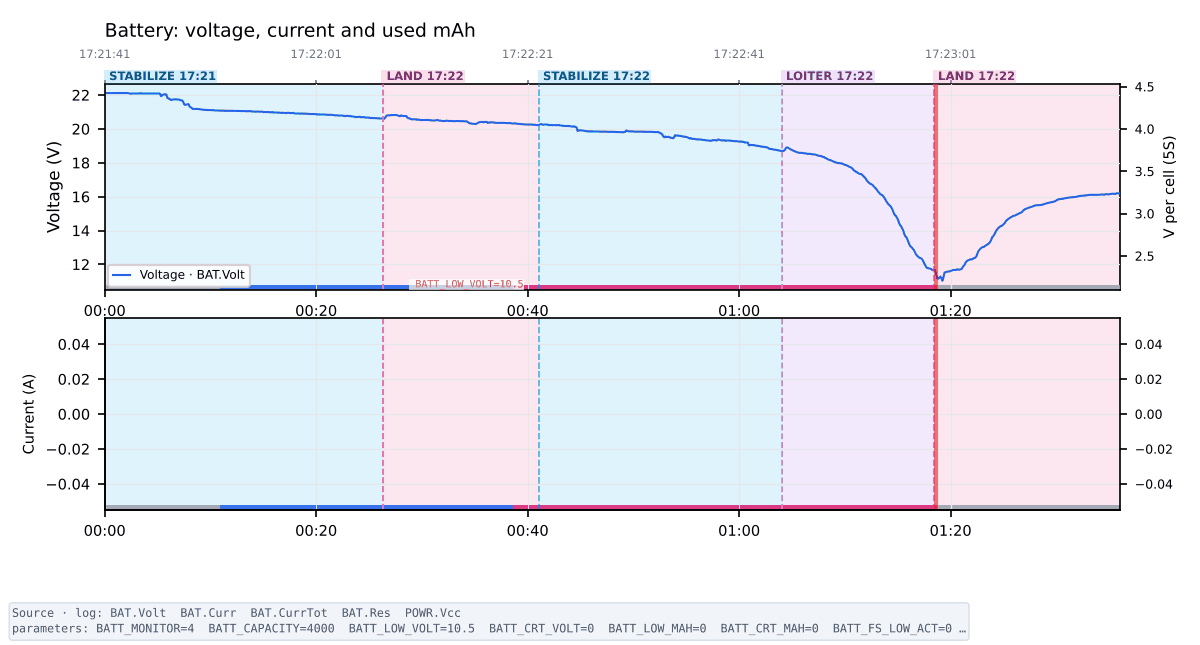 Battery: voltage, current and used mAh
17:21:41 17:22:01 17:22:21 17:22:41 17:23:01
STABILIZE 17:21 LAND 17:22 STABILIZE 17:22 LOITER 17:22 LAND 17:22
Voltage (V)
22
20
18
16
14
12
4.5
4.0
3.5
3.0
2.5
V per cell (5S)
Voltage · BAT.Volt
BATT_LOW_VOLT=10.5
00:00 00:20 00:40 01:00 01:20
Current (A)
0.04
0.02
0.00
−0.02
−0.04
0.04
0.02
0.00
−0.02
−0.04
00:00 00:20 00:40 01:00 01:20
Source · log: BAT.Volt BAT.Curr BAT.CurrTot BAT.Res POWR.Vcc
parameters: BATT_MONITOR=4 BATT_CAPACITY=4000 BATT_LOW_VOLT=10.5 BATT_CRT_VOLT=0 BATT_LOW_MAH=0 BATT_CRT_MAH=0 BATT_FS_LOW_ACT=0 …